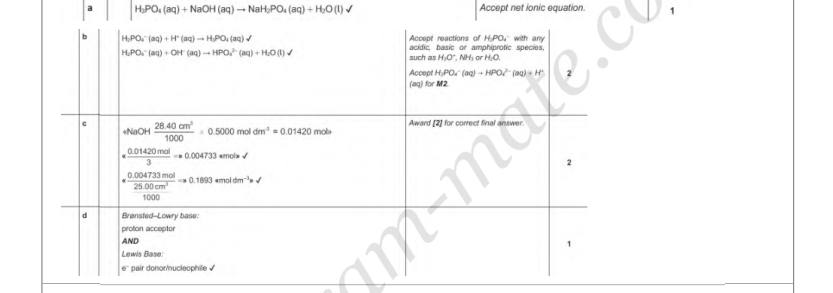 a H₃PO₄ (aq) + NaOH (aq) → NaH₂PO₄ (aq) + H₂O (l) ✓ Accept net ionic equation. 1
b H₂PO₄⁻ (aq) + H⁺ (aq) → H₃PO₄ (aq) ✓
H₂PO₄⁻ (aq) + OH⁻ (aq) → HPO₄²⁻ (aq) + H₂O (l) ✓
Accept reactions of H₂PO₄⁻ with any
acidic, basic or amphiprotic species,
such as H₃O⁺, NH₃ or H₂O.
Accept H₂PO₄⁻ (aq) → HPO₄²⁻ (aq) + H⁺
(aq) for M2.
2
c «NaOH 28.40 cm³ / 1000 × 0.5000 mol dm⁻³ = 0.01420 mol»
«0.01420 mol / 3 =» 0.004733 «mol» ✓
«0.004733 mol / (25.00 cm³ / 1000) =» 0.1893 «mol dm⁻³» ✓
Award [2] for correct final answer.
2
d Brønsted–Lowry base:
proton acceptor
AND
Lewis Base:
e⁻ pair donor/nucleophile ✓
1
am-mate.co